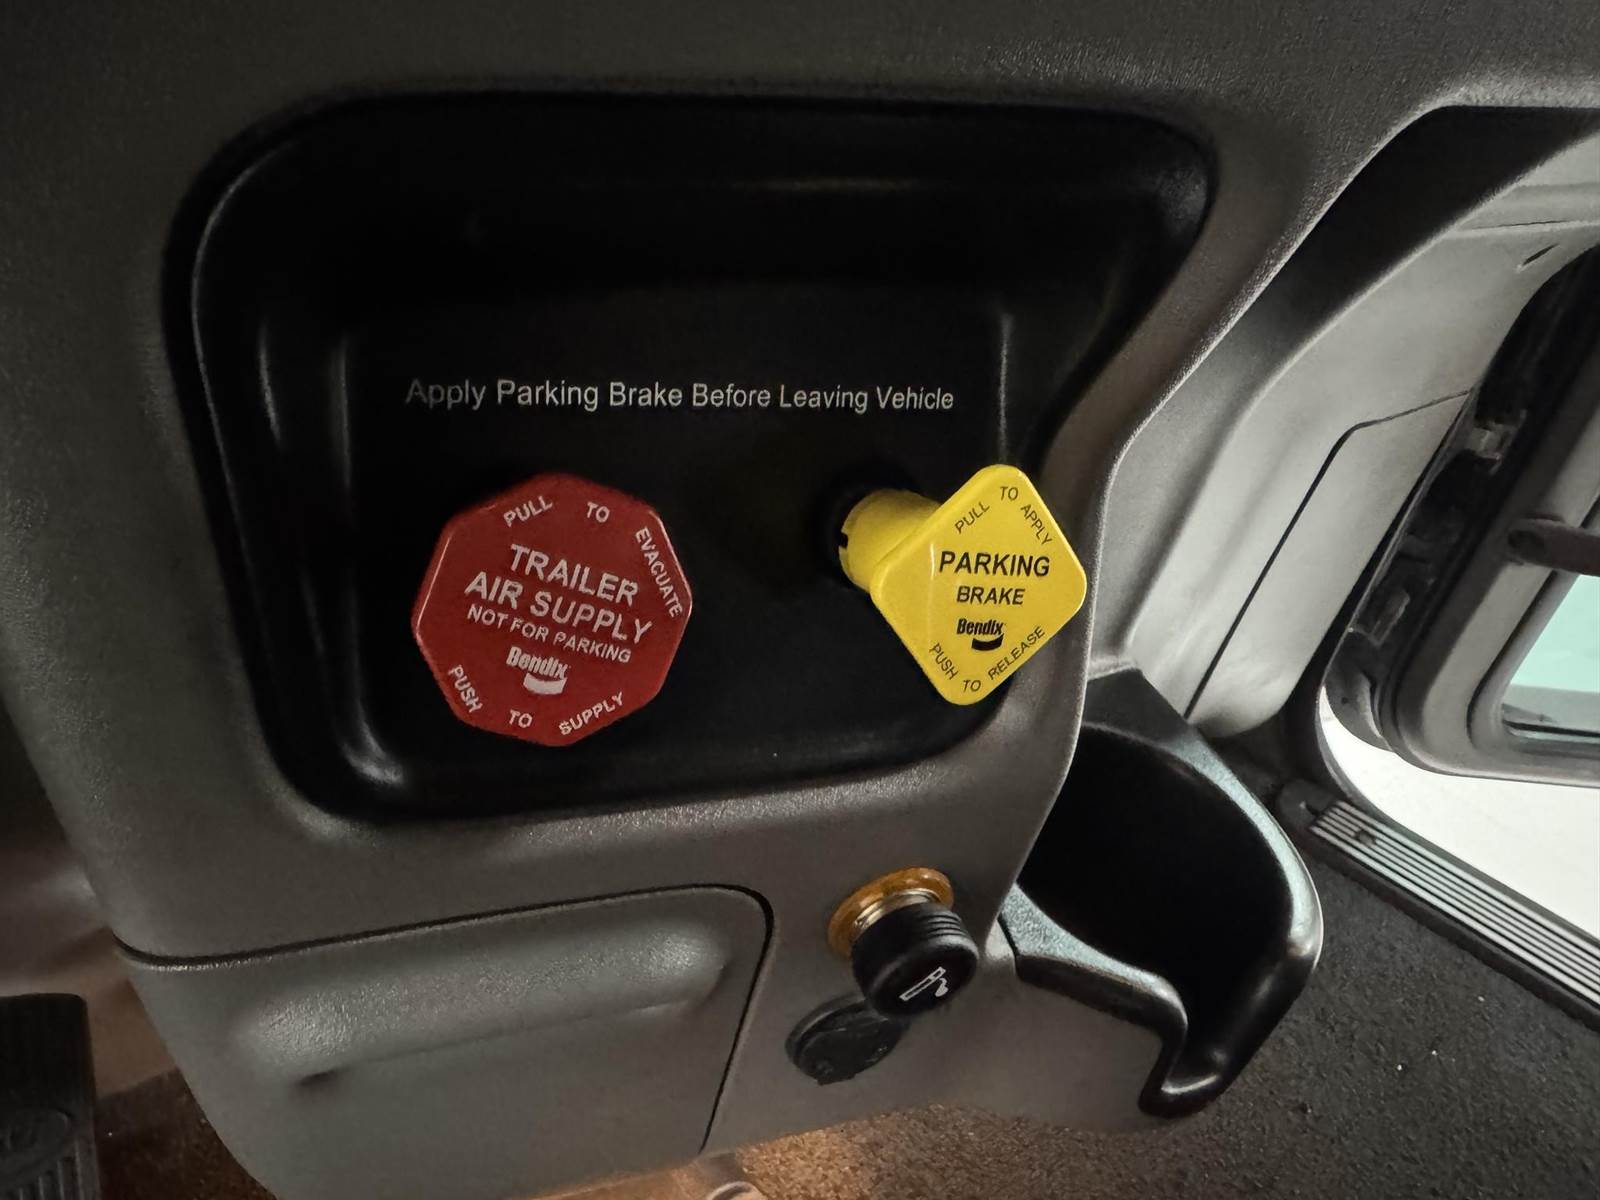 Apply Parking Brake Before Leaving Vehicle
PULL TO EVACUATE
TRAILER
AIR SUPPLY
NOT FOR PARKING
Bendix
PUSH TO SUPPLY
PULL TO APPLY
PARKING
BRAKE
Bendix
PUSH TO RELEASE